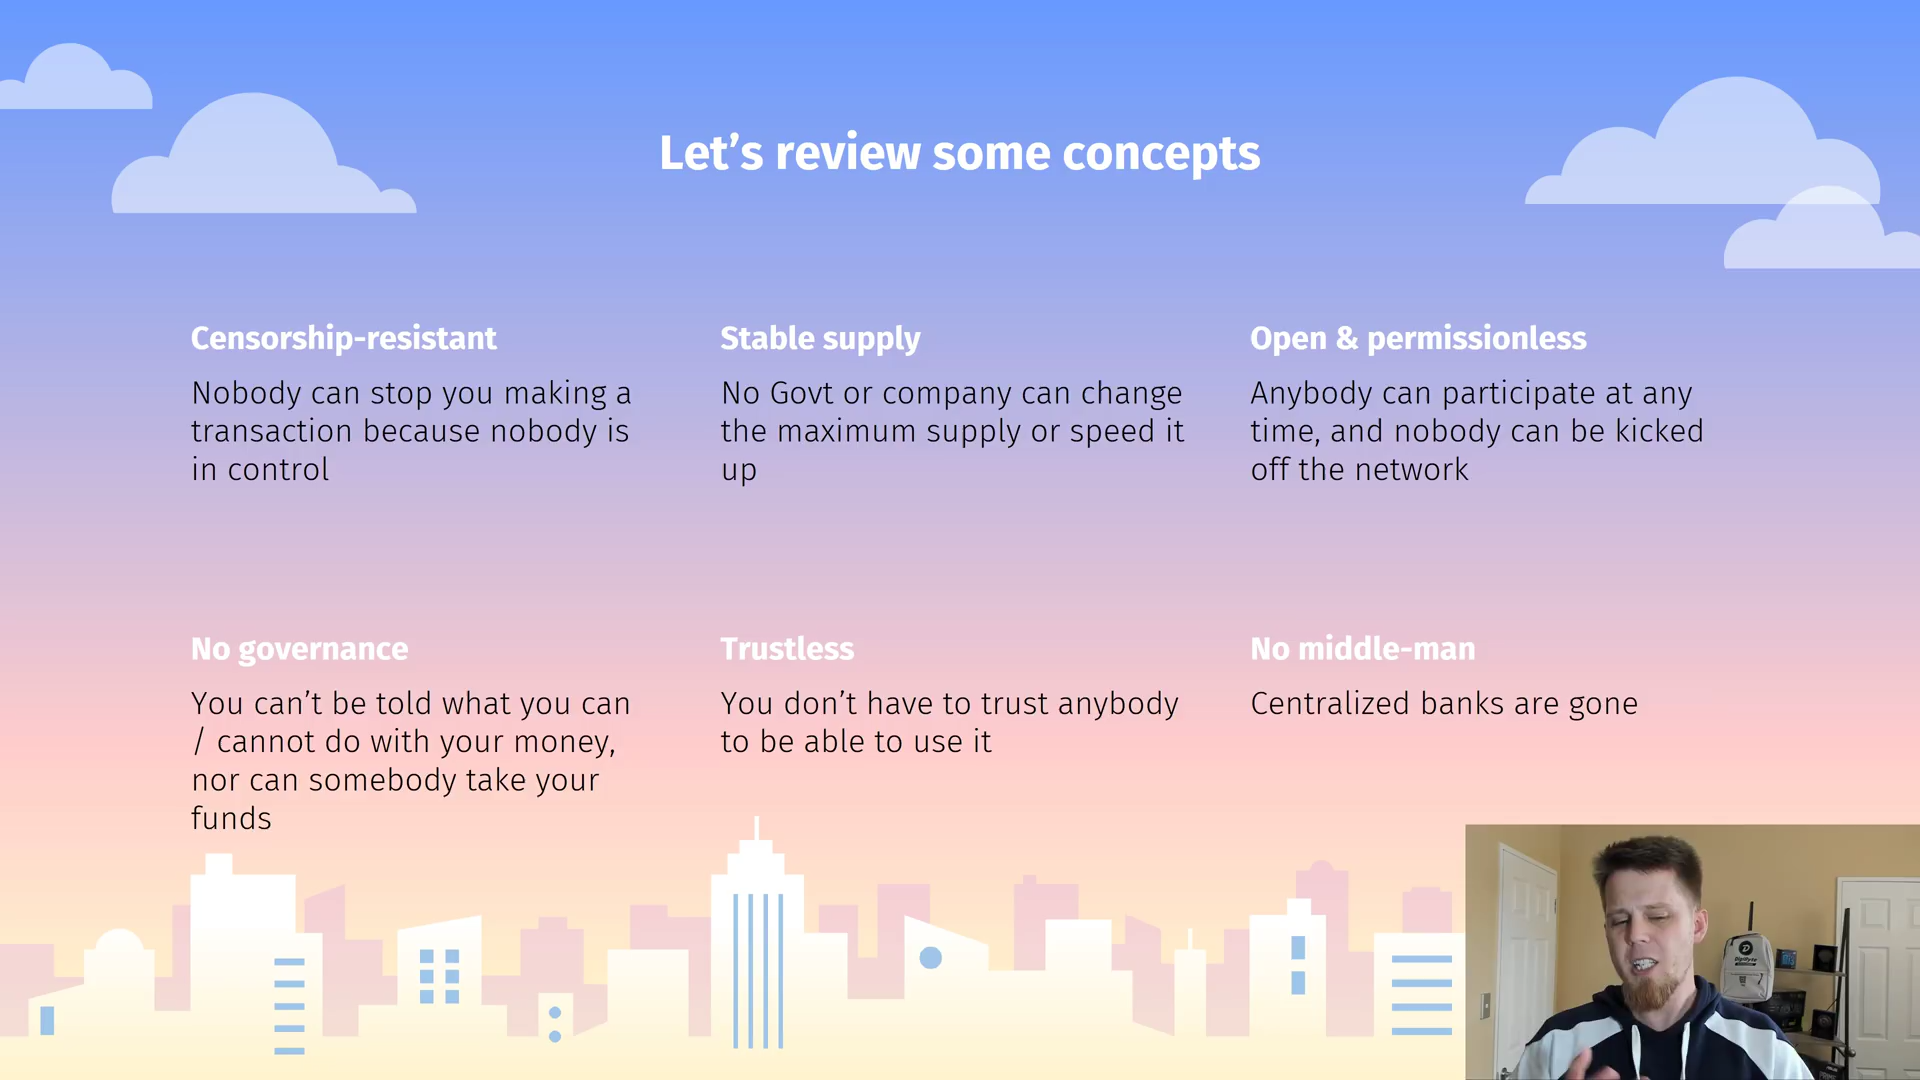 Let’s review some concepts
Censorship-resistant
Nobody can stop you making a
transaction because nobody is
in control
Stable supply
No Govt or company can change
the maximum supply or speed it
up
Open & permissionless
Anybody can participate at any
time, and nobody can be kicked
off the network
No governance
You can’t be told what you can
/ cannot do with your money,
nor can somebody take your
funds
Trustless
You don’t have to trust anybody
to be able to use it
No middle-man
Centralized banks are gone
DigiByte